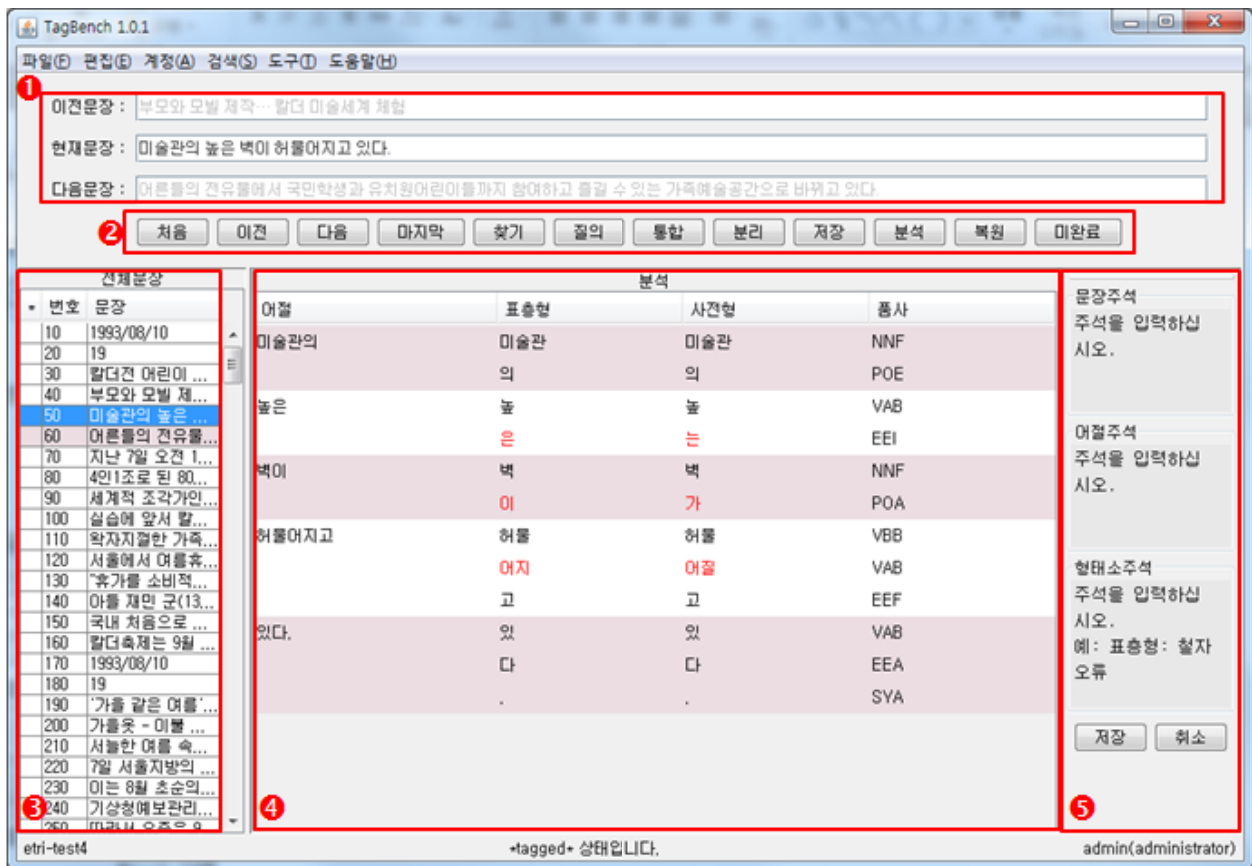 TagBench 1.0.1
파일(F) 편집(E) 계정(A) 검색(S) 도구(T) 도움말(H)
1
이전문장 : 부모와 모빌 제작… 칼더 미술세계 체험
현재문장 : 미술관의 높은 벽이 허물어지고 있다.
다음문장 : 어른들의 전유물에서 국민학생과 유치원어린이들까지 참여하고 즐길 수 있는 가족예술공간으로 바뀌고 있다.
2 처음 이전 다음 마지막 찾기 질의 통합 분리 저장 분석 복원 미완료
전체문장
* 번호 문장
10 1993/08/10
20 19
30 칼더전 어린이 ...
40 부모와 모빌 제...
50 미술관의 높은 ...
60 어른들의 전유물...
70 지난 7일 오전 1...
80 4인1조로 된 80...
90 세계적 조각가인...
100 실습에 앞서 칼...
110 왁자지껄한 가족...
120 서울에서 여름휴...
130 "휴가를 소비적...
140 아들 재민 군(13...
150 국내 처음으로 ...
160 칼더축제는 9월 ...
170 1993/08/10
180 19
190 '가을 같은 여름'...
200 가을옷 - 이불 ...
210 서늘한 여름 속...
220 7일 서울지방의 ...
230 이는 8월 초순의...
3 240 기상청예보관리...
250
분석
어절 표층형 사전형 품사
미술관의 미술관 미술관 NNF
의 의 POE
높은 높 높 VAB
은 는 EEI
벽이 벽 벽 NNF
이 가 POA
허물어지고 허물 허물 VBB
어지 어질 VAB
고 고 EEF
있다. 있 있 VAB
다 다 EEA
. . SYA
4
문장주석
주석을 입력하십
시오.
어절주석
주석을 입력하십
시오.
형태소주석
주석을 입력하십
시오.
예: 표층형: 철자
오류
저장 취소
5
etri-test4 *tagged* 상태입니다. admin(administrator)